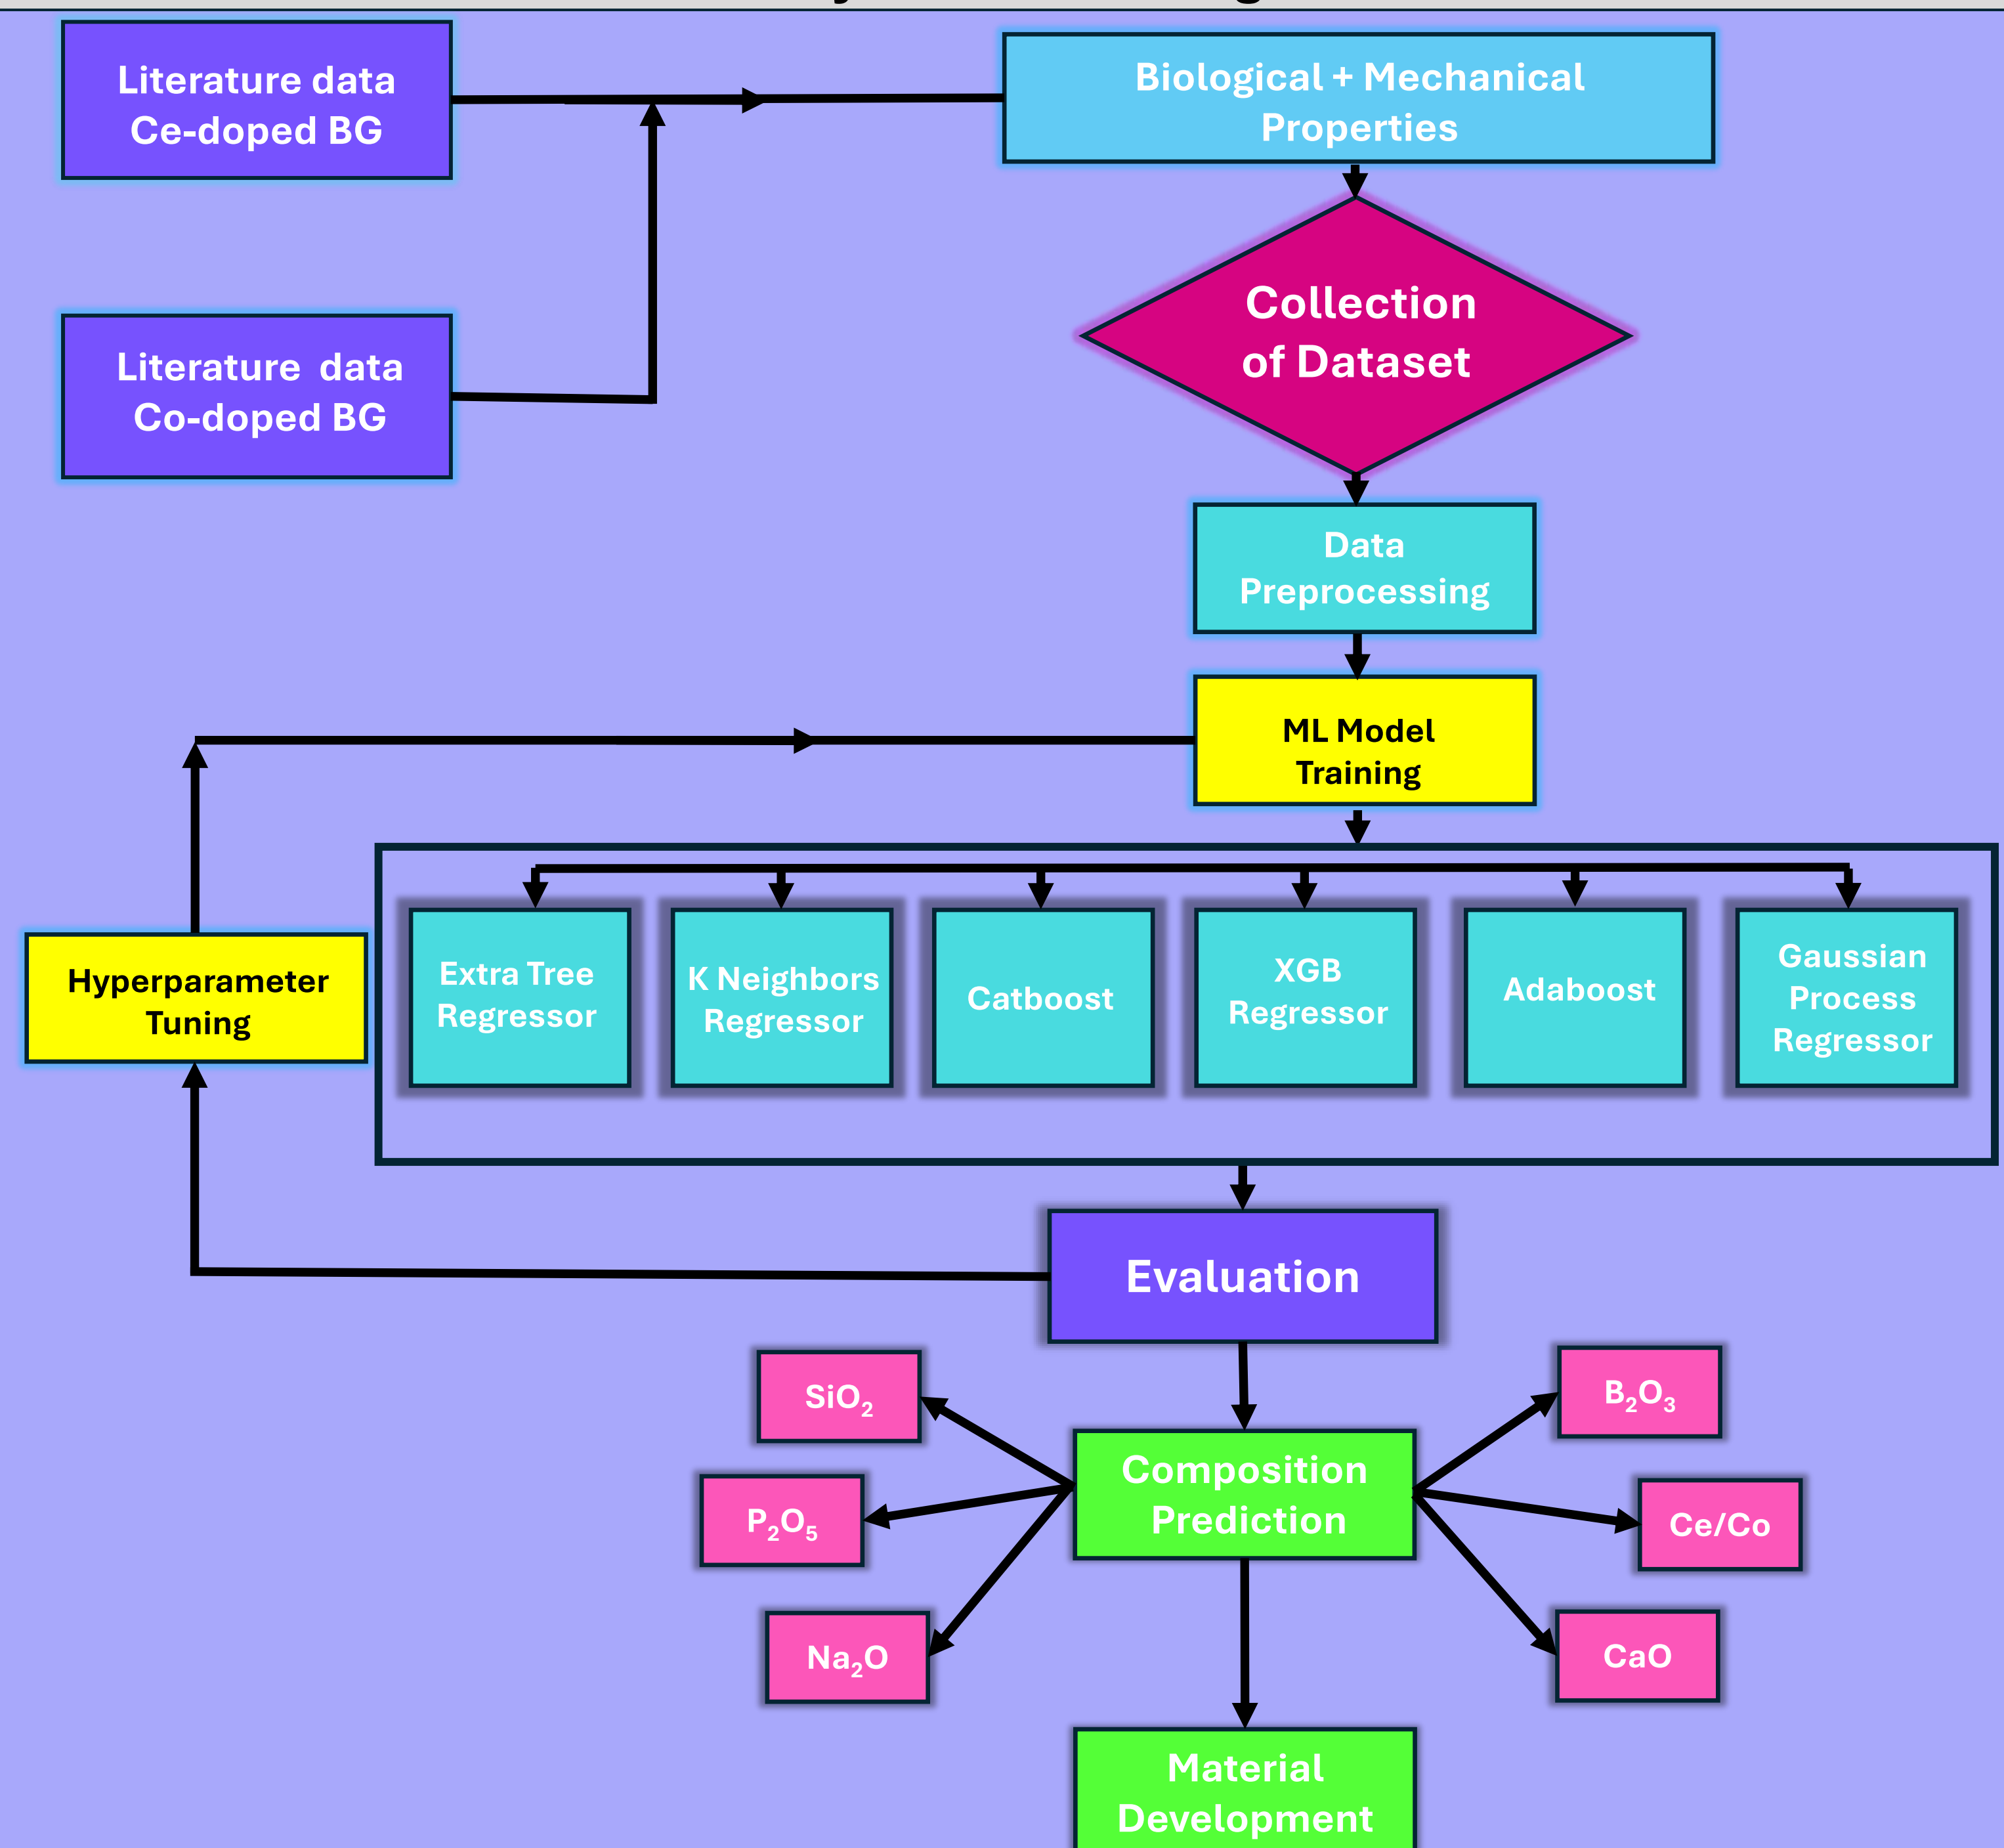 Literature data
Ce-doped BG
Biological + Mechanical
Properties
Collection
of Dataset
Literature  data
Co-doped BG
Data
Preprocessing
ML Model
Training
Hyperparameter
Tuning
Extra Tree
Regressor
K Neighbors
Regressor
Catboost
XGB
Regressor
Adaboost
Gaussian
Process
Regressor
Evaluation
SiO₂
B₂O₃
Composition
Prediction
P₂O₅
Ce/Co
Na₂O
CaO
Material
Development